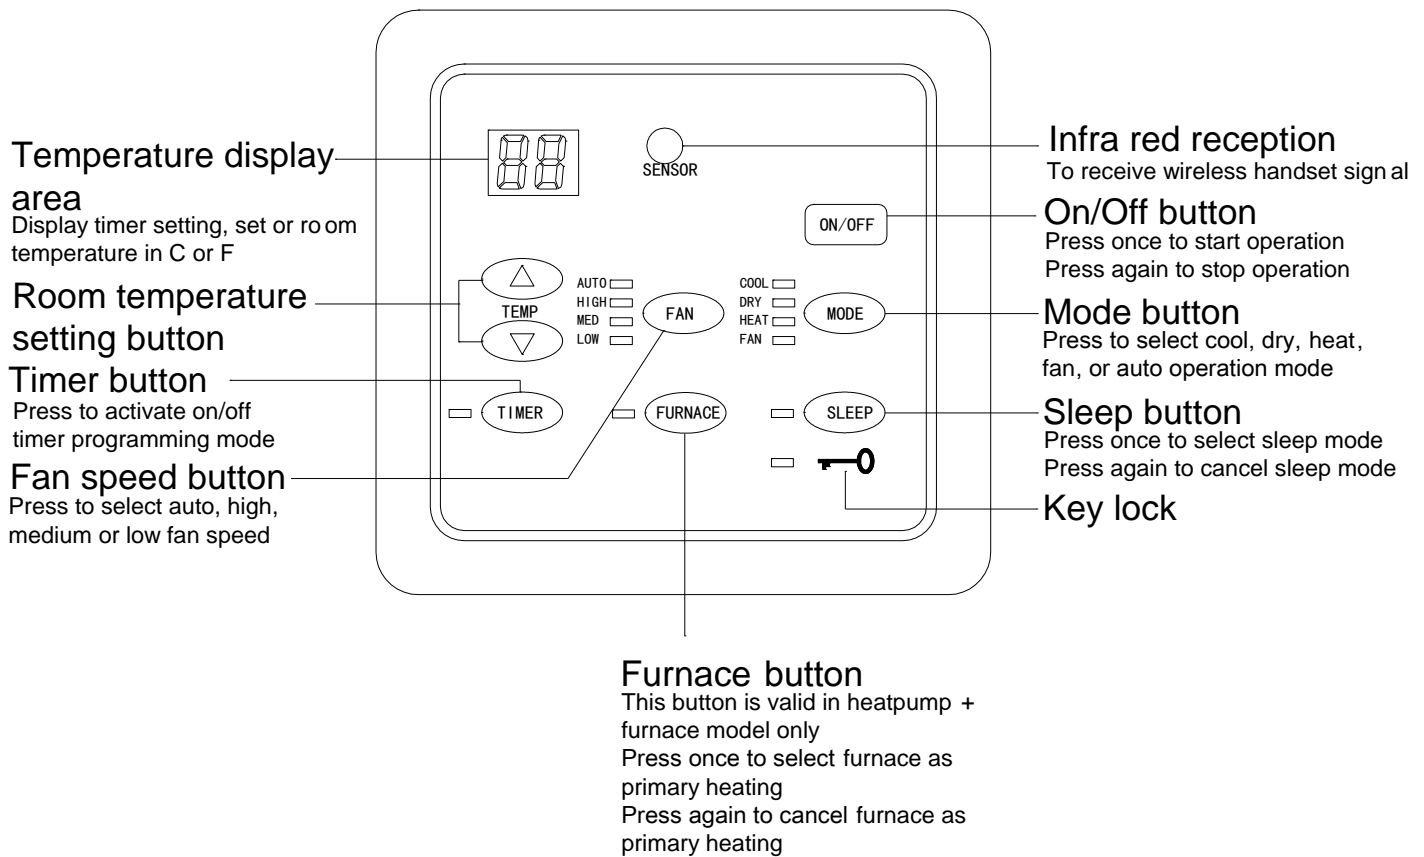 Temperature display
area
Display timer setting, set or room
temperature in C or F
Room temperature
setting button
Timer button
Press to activate on/off
timer programming mode
Fan speed button
Press to select auto, high,
medium or low fan speed
88
SENSOR
ON/OFF
TEMP
AUTO
HIGH
MED
LOW
FAN
COOL
DRY
HEAT
FAN
MODE
TIMER
FURNACE
SLEEP
Infra red reception
To receive wireless handset signal
On/Off button
Press once to start operation
Press again to stop operation
Mode button
Press to select cool, dry, heat,
fan, or auto operation mode
Sleep button
Press once to select sleep mode
Press again to cancel sleep mode
Key lock
Furnace button
This button is valid in heatpump +
furnace model only
Press once to select furnace as
primary heating
Press again to cancel furnace as
primary heating